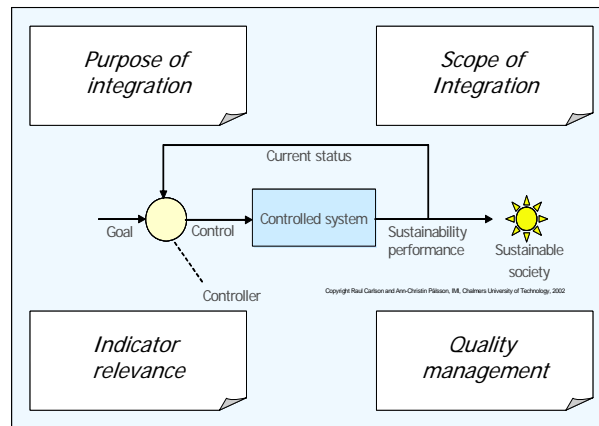 Purpose of
integration
Scope of
Integration
Current status
Goal
Control
Controlled system
Sustainability
performance
Sustainable
society
Controller
Copyright Raul Carlson and Ann-Christin Pålsson, IMI, Chalmers University of Technology, 2002
Indicator
relevance
Quality
management